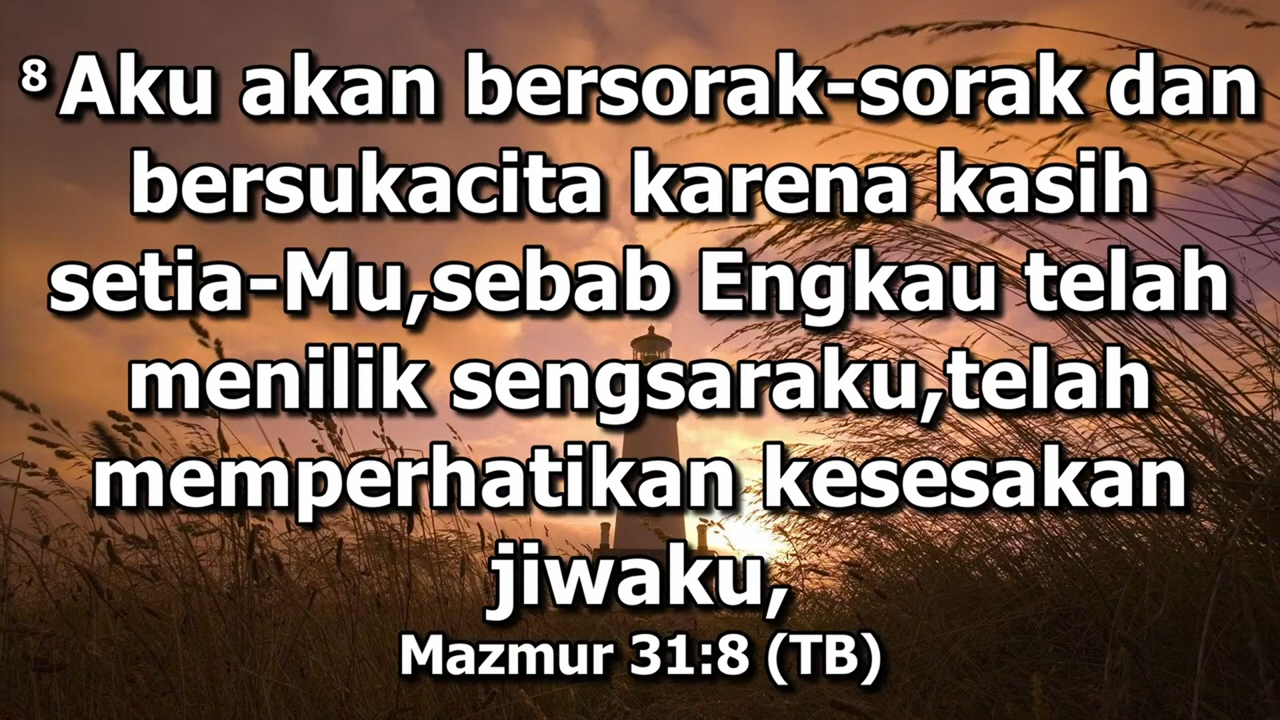 ⁸Aku akan bersorak-sorak dan
bersukacita karena kasih
setia-Mu,sebab Engkau telah
menilik sengsaraku,telah
memperhatikan kesesakan
jiwaku,
Mazmur 31:8 (TB)